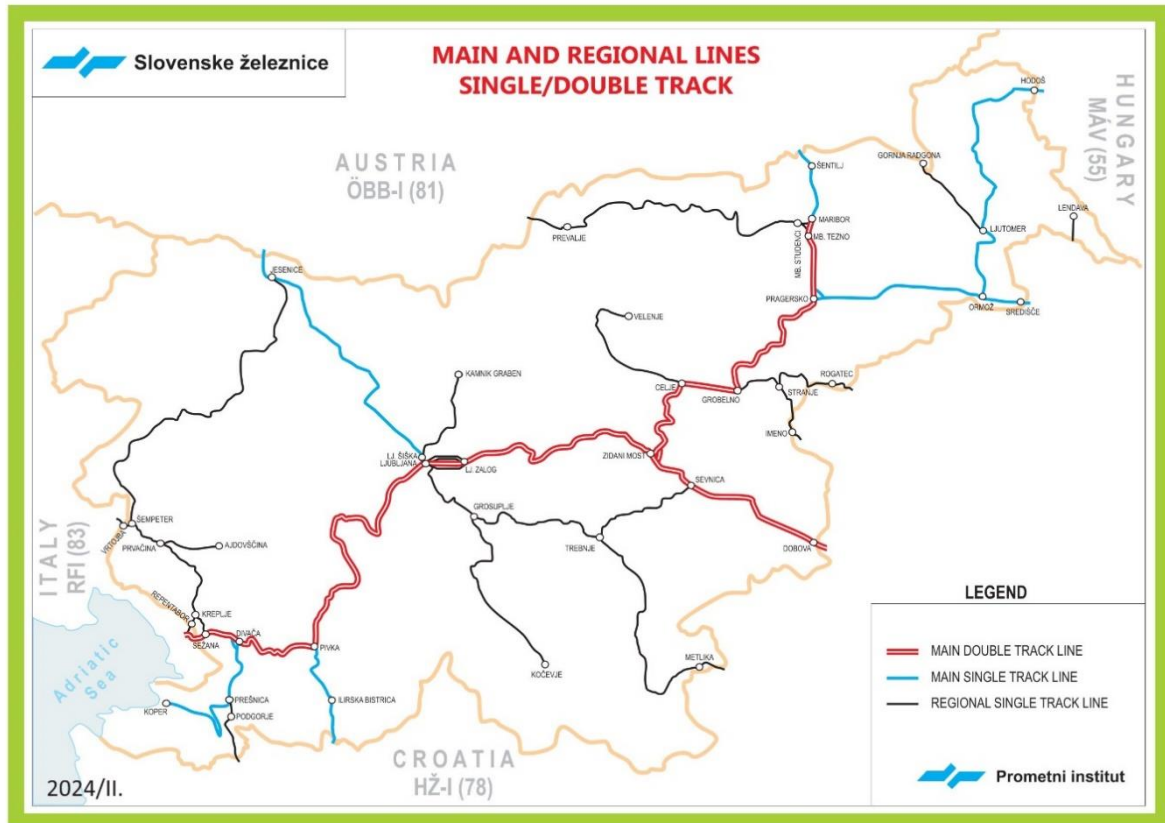 Slovenske železnice
MAIN AND REGIONAL LINES
SINGLE/DOUBLE TRACK
HUNGARY
MÁV (55)
AUSTRIA
ÖBB-I (81)
HODOŠ
ŠENTILJ
GORNJA RADGONA
LENDAVA
MARIBOR
PREVALJE
MB. TEZNO
MB. STUDENCI
LJUTOMER
JESENICE
PRAGERSKO
ORMOŽ
SREDIŠČE
VELENJE
KAMNIK GRABEN
CELJE
ROGATEC
GROBELNO
STRANJE
IMENO
LJ. ŠIŠKA
LJUBLJANA
LJ. ZALOG
ZIDANI MOST
SEVNICA
GROSUPLJE
ŠEMPETER
VRTOJBA
PRVAČINA
AJDOVŠČINA
TREBNJE
DOBOVA
ITALY
RFI (83)
REPENTABOR
KREPLJE
SEŽANA
DIVAČA
PIVKA
KOČEVJE
METLIKA
Adriatic
Sea
PREŠNICA
ILIRSKA BISTRICA
KOPER
PODGORJE
CROATIA
HŽ-I (78)
LEGEND
MAIN DOUBLE TRACK LINE
MAIN SINGLE TRACK LINE
REGIONAL SINGLE TRACK LINE
Prometni institut
2024/II.